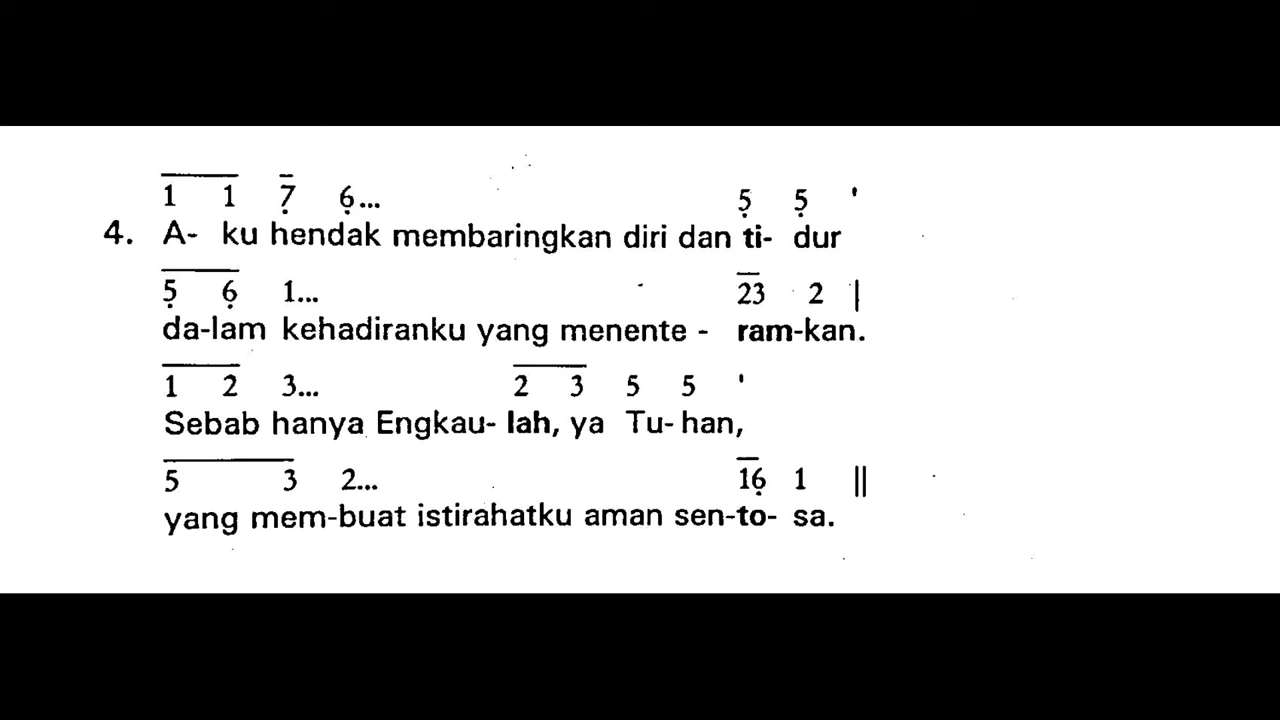 1 1 7̣ 6̣... 5̣ 5̣ '
4. A- ku hendak membaringkan diri dan ti- dur
5̣ 6̣ 1... 23 2 |
da-lam kehadiranku yang menente - ram-kan.
1 2 3... 2 3 5 5 '
Sebab hanya Engkau- lah, ya Tu- han,
5 3 2... 16̣ 1 ||
yang mem-buat istirahatku aman sen-to- sa.